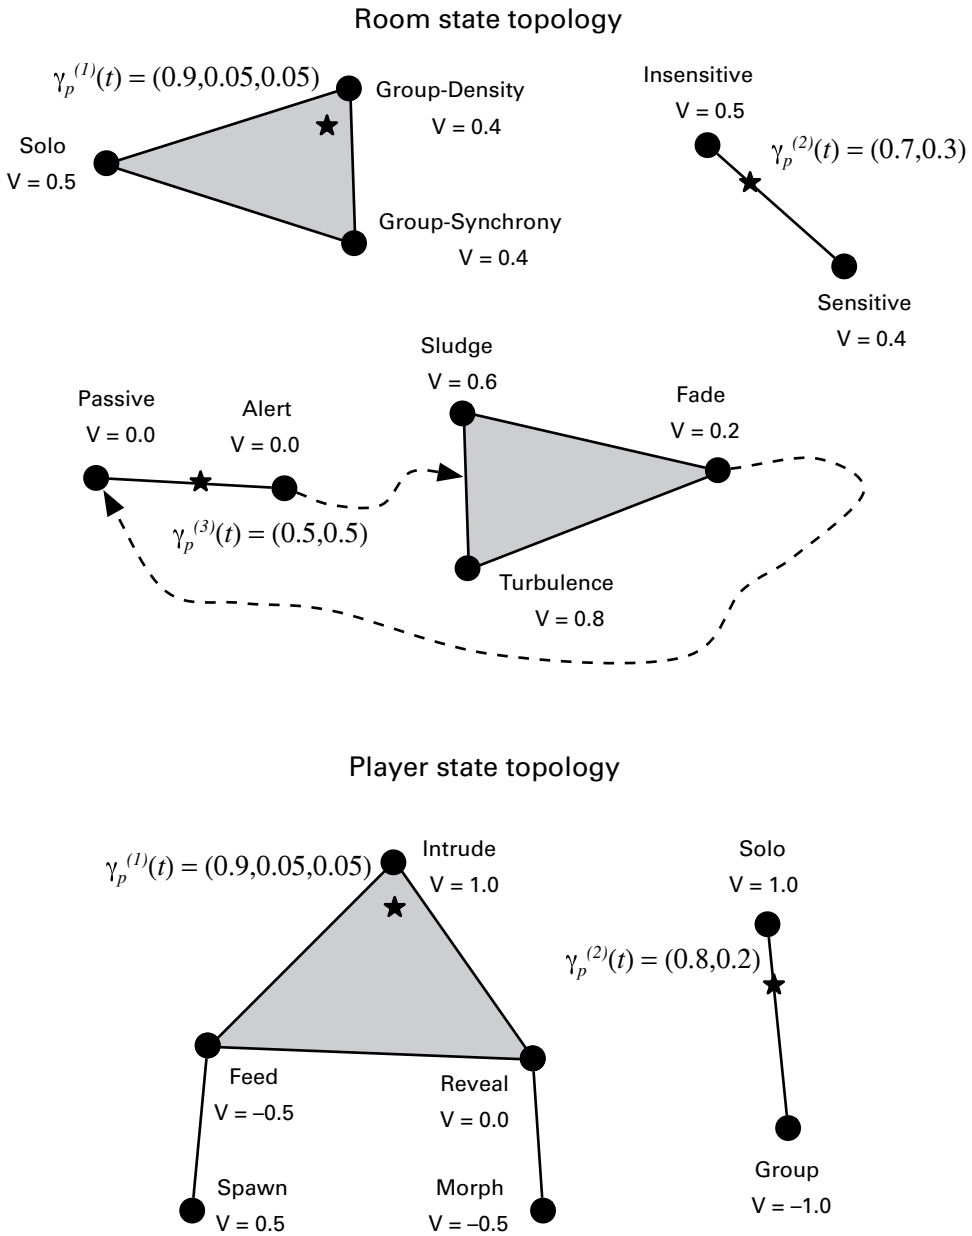 Room state topology
γp(1)(t) = (0.9,0.05,0.05)
Group-Density
V = 0.4
Solo
V = 0.5
Group-Synchrony
V = 0.4
Insensitive
V = 0.5
γp(2)(t) = (0.7,0.3)
Sensitive
V = 0.4
Passive
V = 0.0
Alert
V = 0.0
γp(3)(t) = (0.5,0.5)
Sludge
V = 0.6
Fade
V = 0.2
Turbulence
V = 0.8
Player state topology
γp(1)(t) = (0.9,0.05,0.05)
Intrude
V = 1.0
Feed
V = –0.5
Reveal
V = 0.0
Spawn
V = 0.5
Morph
V = –0.5
Solo
V = 1.0
γp(2)(t) = (0.8,0.2)
Group
V = –1.0